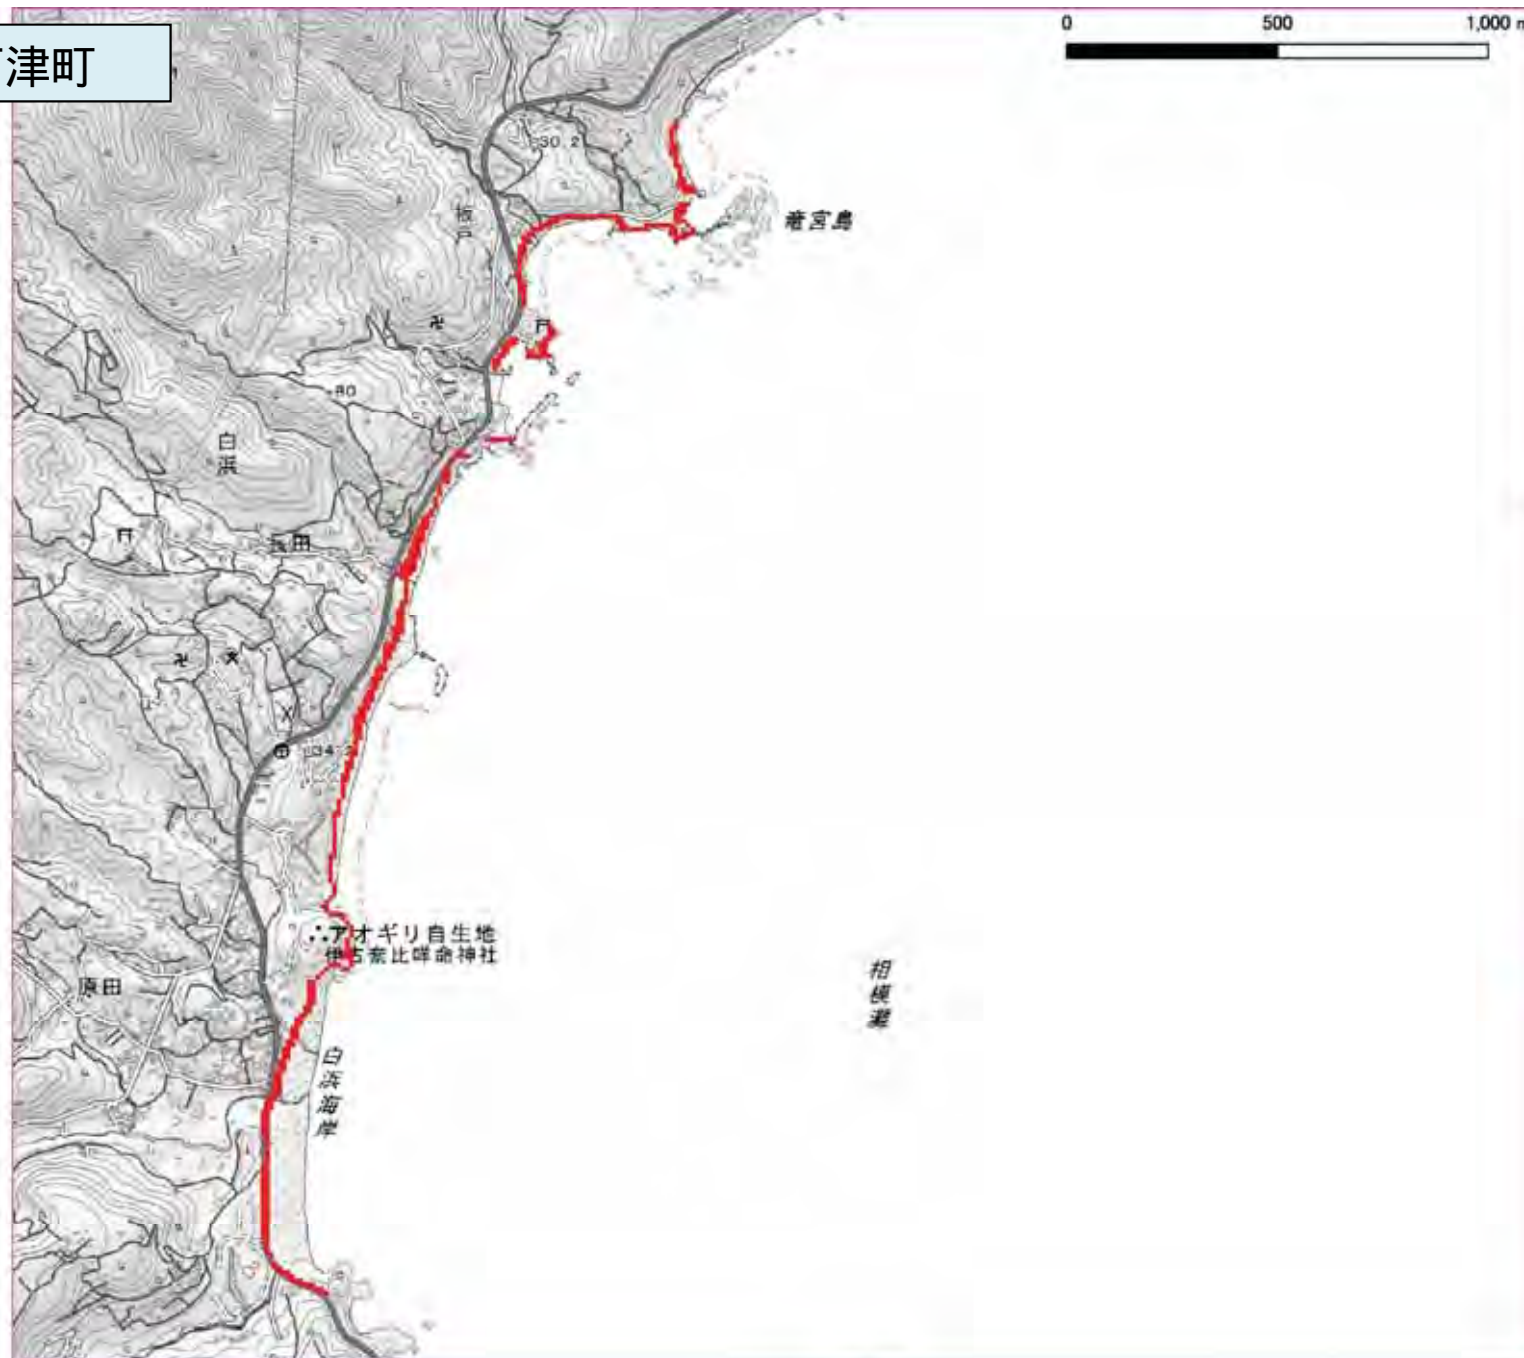 津町
0 500 1,000
30.2
板戸
竜宮島
80
白浜
長田
34.2
アオギリ自生地
伊古奈比咩命神社
原田
相模灘
白浜海岸